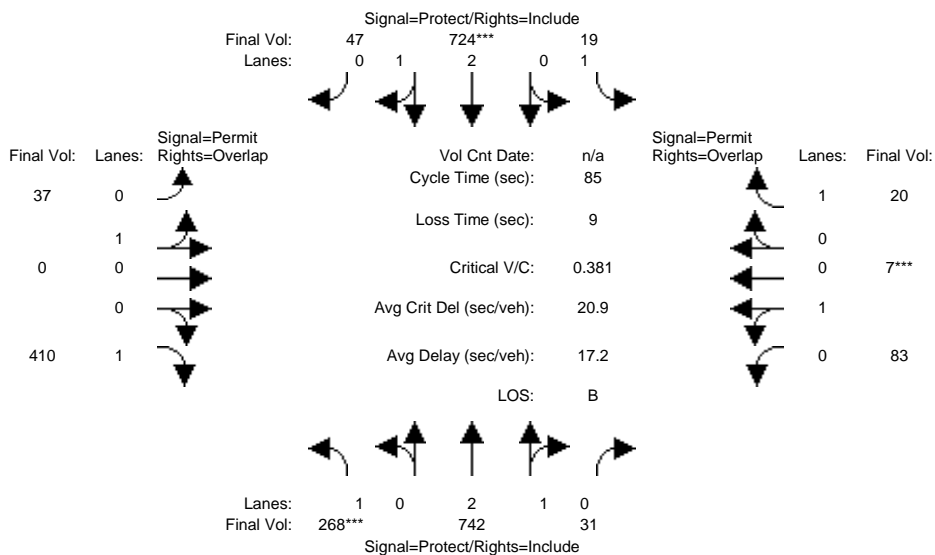 Signal=Protect/Rights=Include
Final Vol: 47 724*** 19
Lanes: 0 1 2 0 1
Signal=Permit
Final Vol: Lanes: Rights=Overlap
Vol Cnt Date: n/a
Signal=Permit
Rights=Overlap Lanes: Final Vol:
Cycle Time (sec): 85
37 0
1 20
Loss Time (sec): 9
1
0
0 0
Critical V/C: 0.381
0 7***
0
Avg Crit Del (sec/veh): 20.9
1
410 1
Avg Delay (sec/veh): 17.2
0 83
LOS: B
Lanes: 1 0 2 1 0
Final Vol: 268*** 742 31
Signal=Protect/Rights=Include